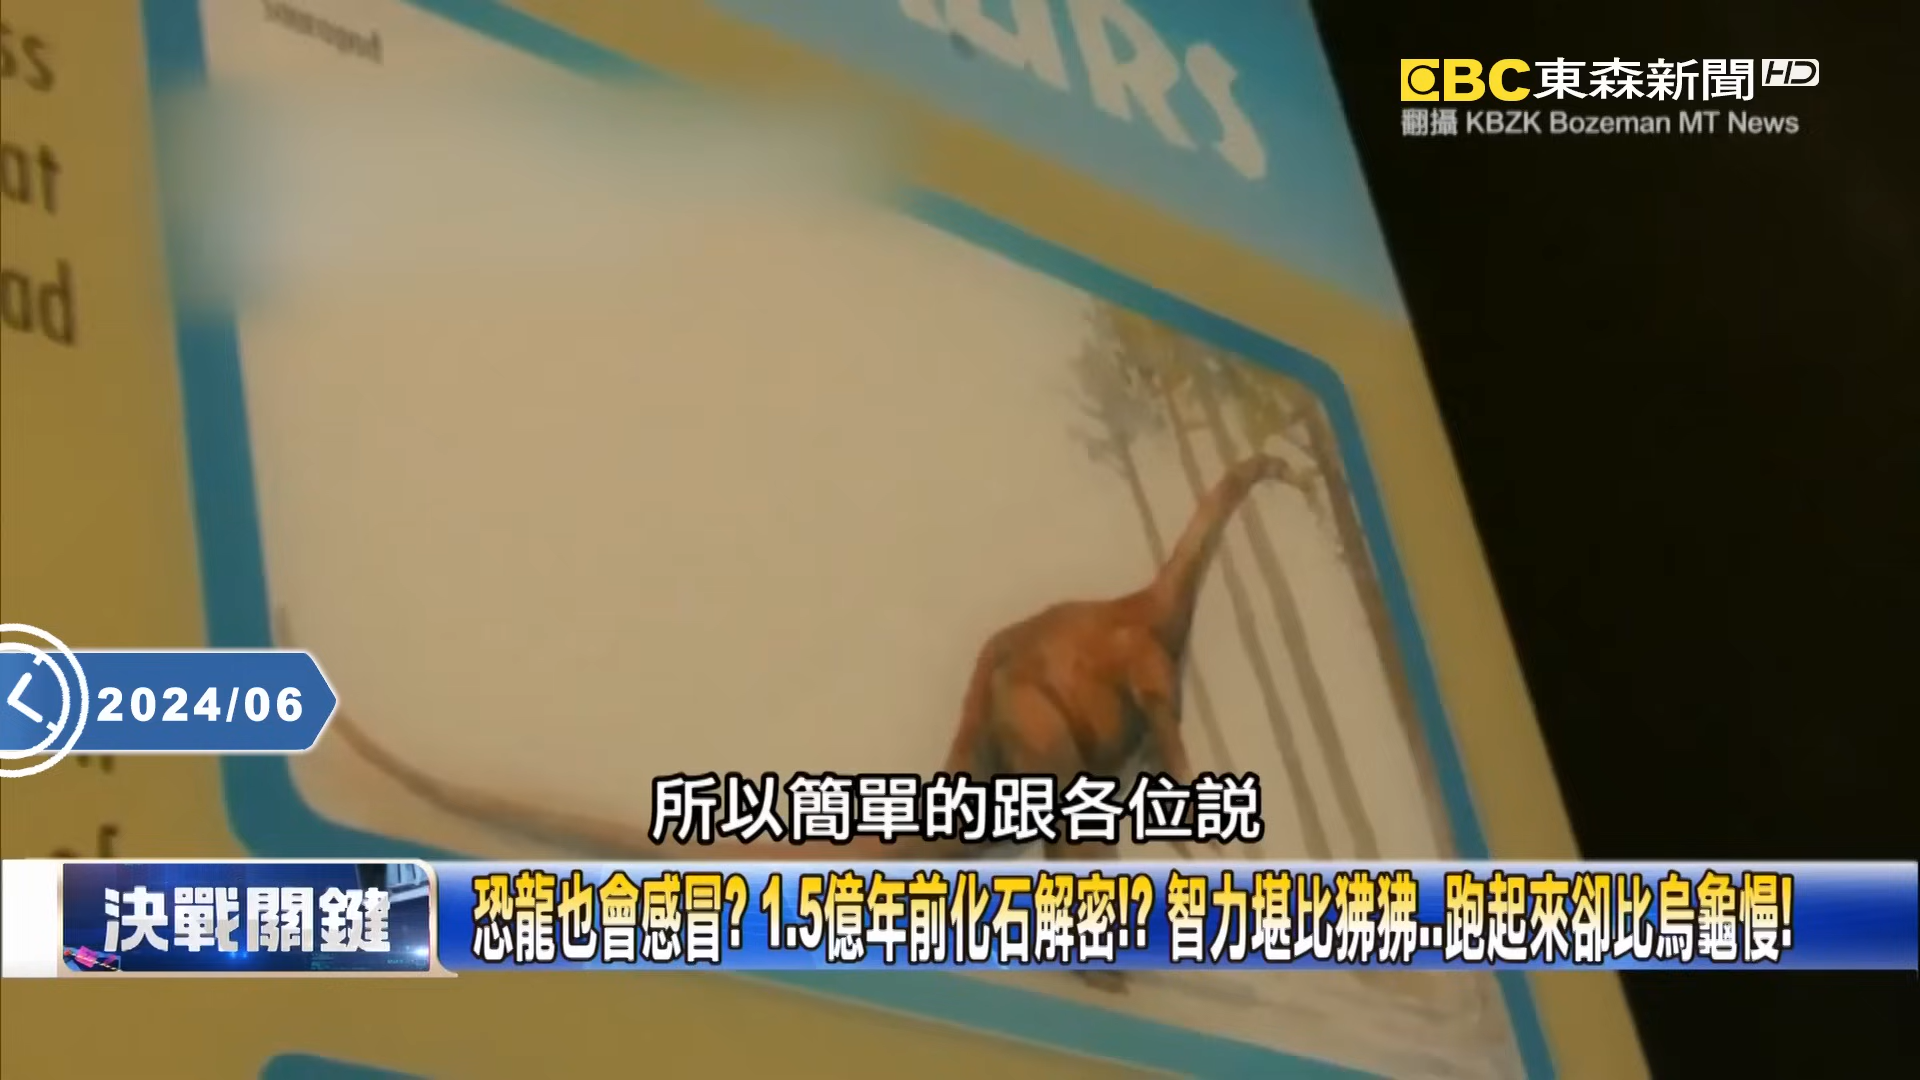 EBC東森新聞HD
翻攝 KBZK Bozeman MT News
ss
at
ad
2024/06
所以簡單的跟各位說
決戰關鍵
恐龍也會感冒? 1.5億年前化石解密!? 智力堪比狒狒..跑起來卻比烏龜慢!